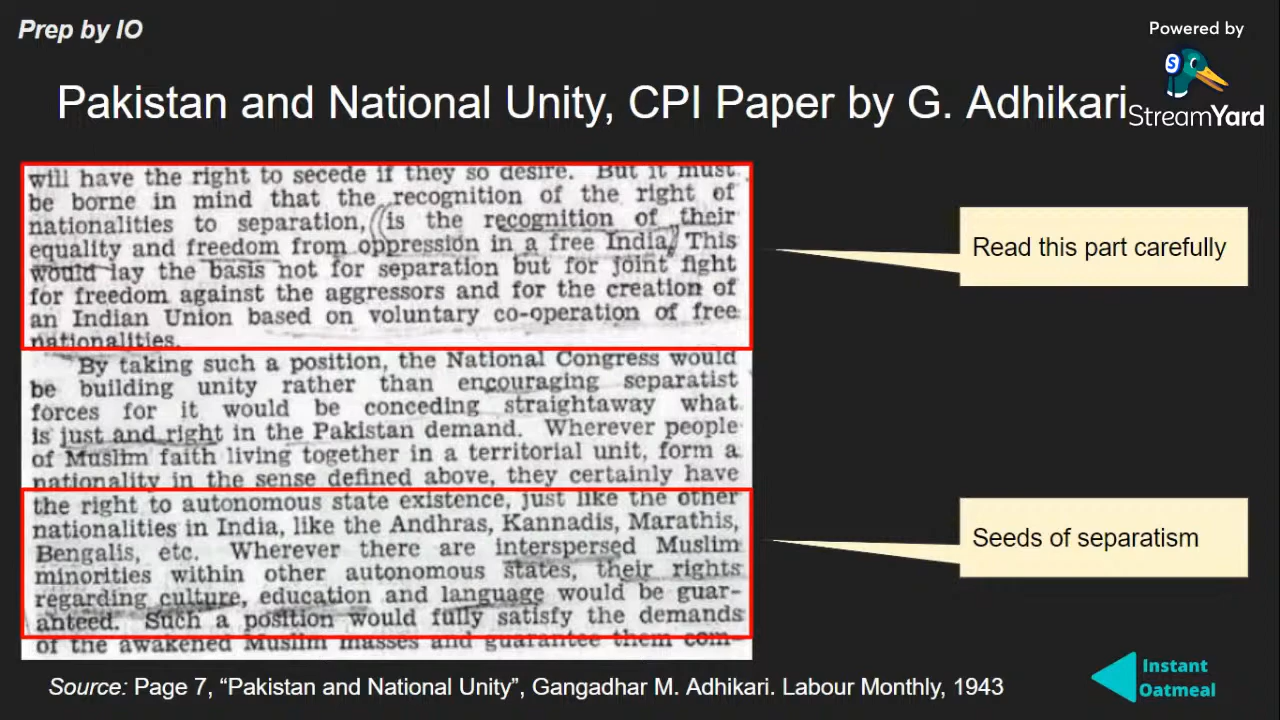 Prep by IO
Powered by
StreamYard
Pakistan and National Unity, CPI Paper by G. Adhikari
will have the right to secede if they so desire. But it must
be borne in mind that the recognition of the right of
nationalities to separation, (is the recognition of their
equality and freedom from oppression in a free India, This
would lay the basis not for separation but for joint fight
for freedom against the aggressors and for the creation of
an Indian Union based on voluntary co-operation of free
nationalities.
Read this part carefully
By taking such a position, the National Congress would
be building unity rather than encouraging separatist
forces for it would be conceding straightaway what
is just and right in the Pakistan demand. Wherever people
of Muslim faith living together in a territorial unit, form a
nationality in the sense defined above, they certainly have
the right to autonomous state existence, just like the other
nationalities in India, like the Andhras, Kannadis, Marathis,
Bengalis, etc. Wherever there are interspersed Muslim
minorities within other autonomous states, their rights
regarding culture, education and language would be guar-
anteed. Such a position would fully satisfy the demands
of the awakened Muslim masses and guarantee them com-
Seeds of separatism
Source: Page 7, “Pakistan and National Unity”, Gangadhar M. Adhikari. Labour Monthly, 1943
Instant
Oatmeal